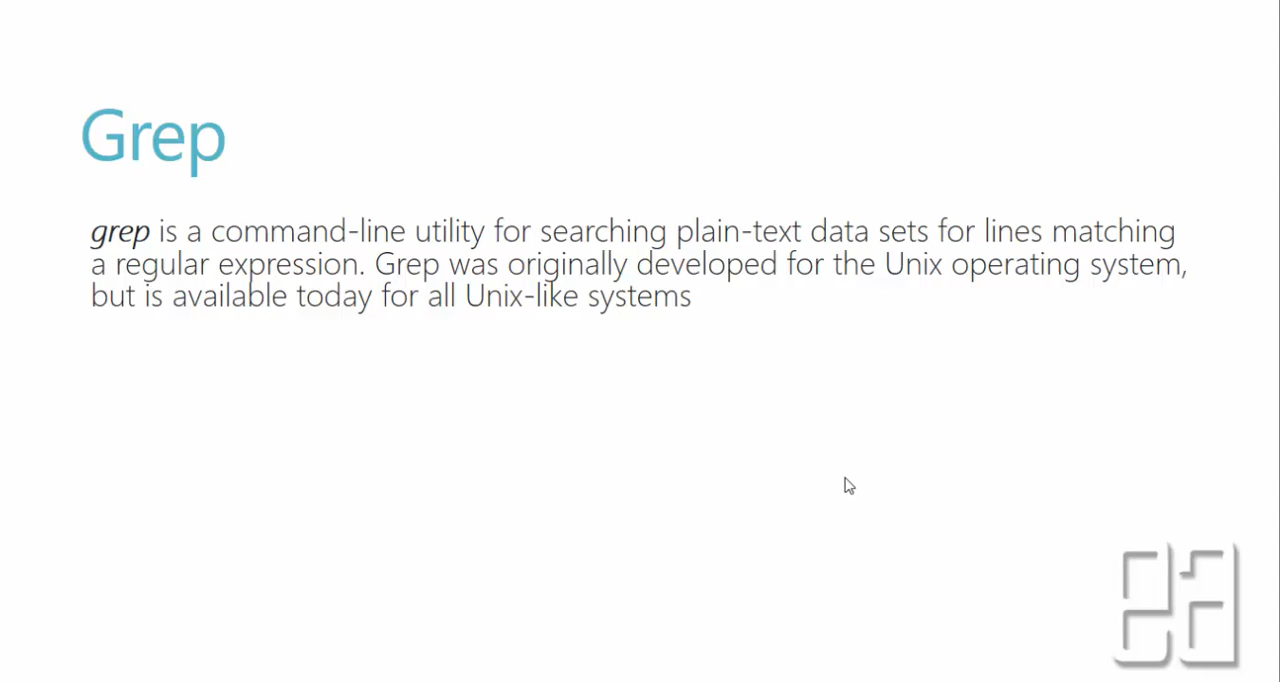 Grep
grep is a command-line utility for searching plain-text data sets for lines matching
a regular expression. Grep was originally developed for the Unix operating system,
but is available today for all Unix-like systems
ea